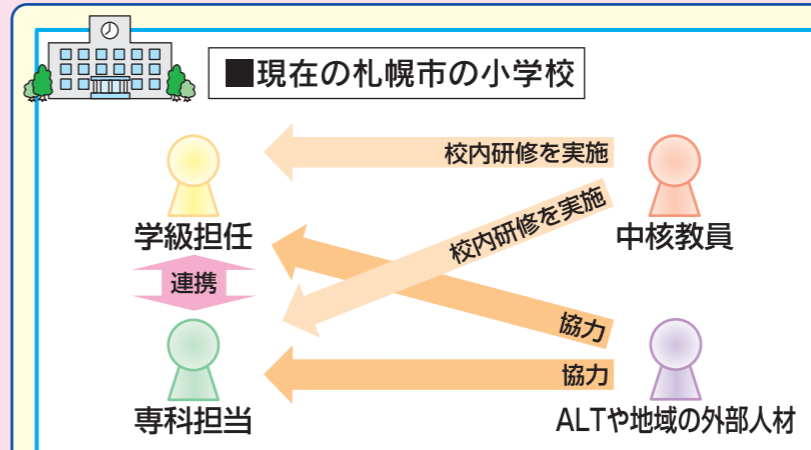 ■現在の札幌市の小学校
校内研修を実施
学級担任
校内研修を実施
中核教員
連携
協力
協力
専科担当
ALTや地域の外部人材